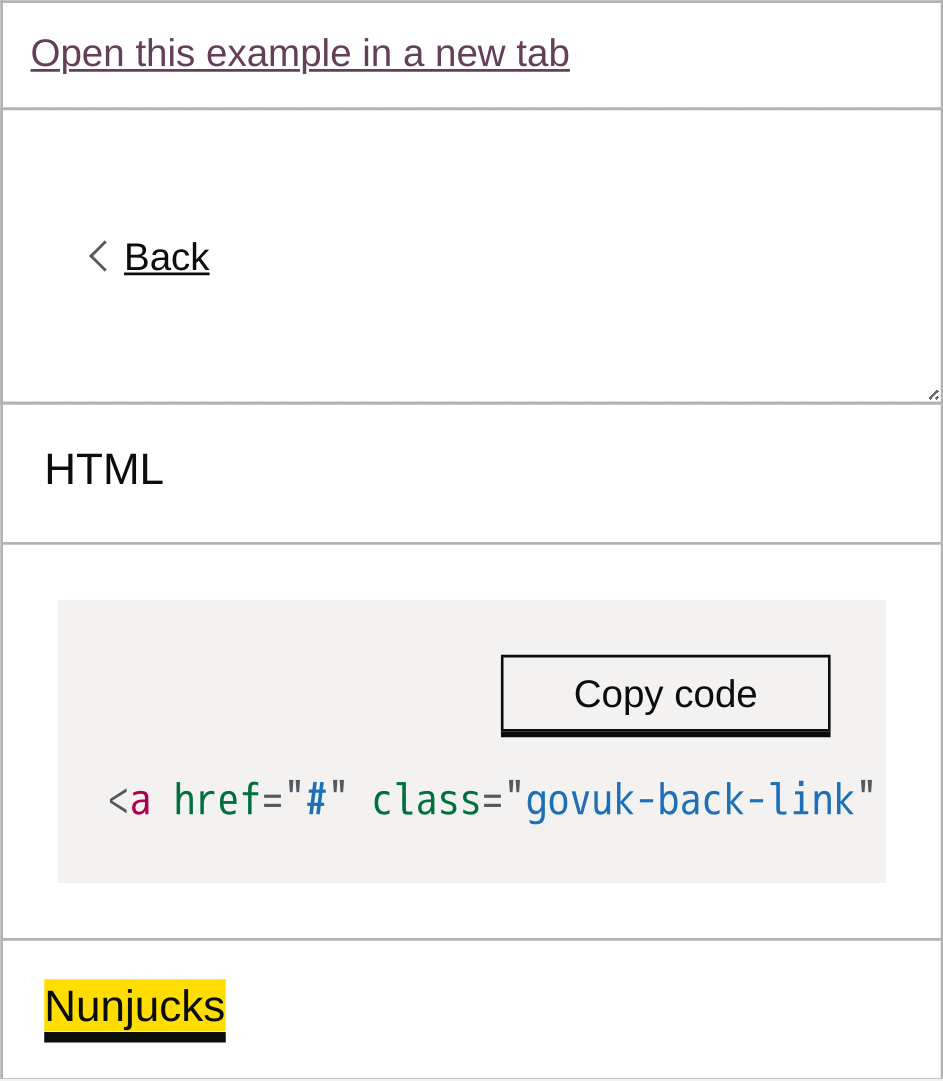 Open this example in a new tab
Back
HTML
Copy code
<a href="#" class="govuk-back-link"
Nunjucks